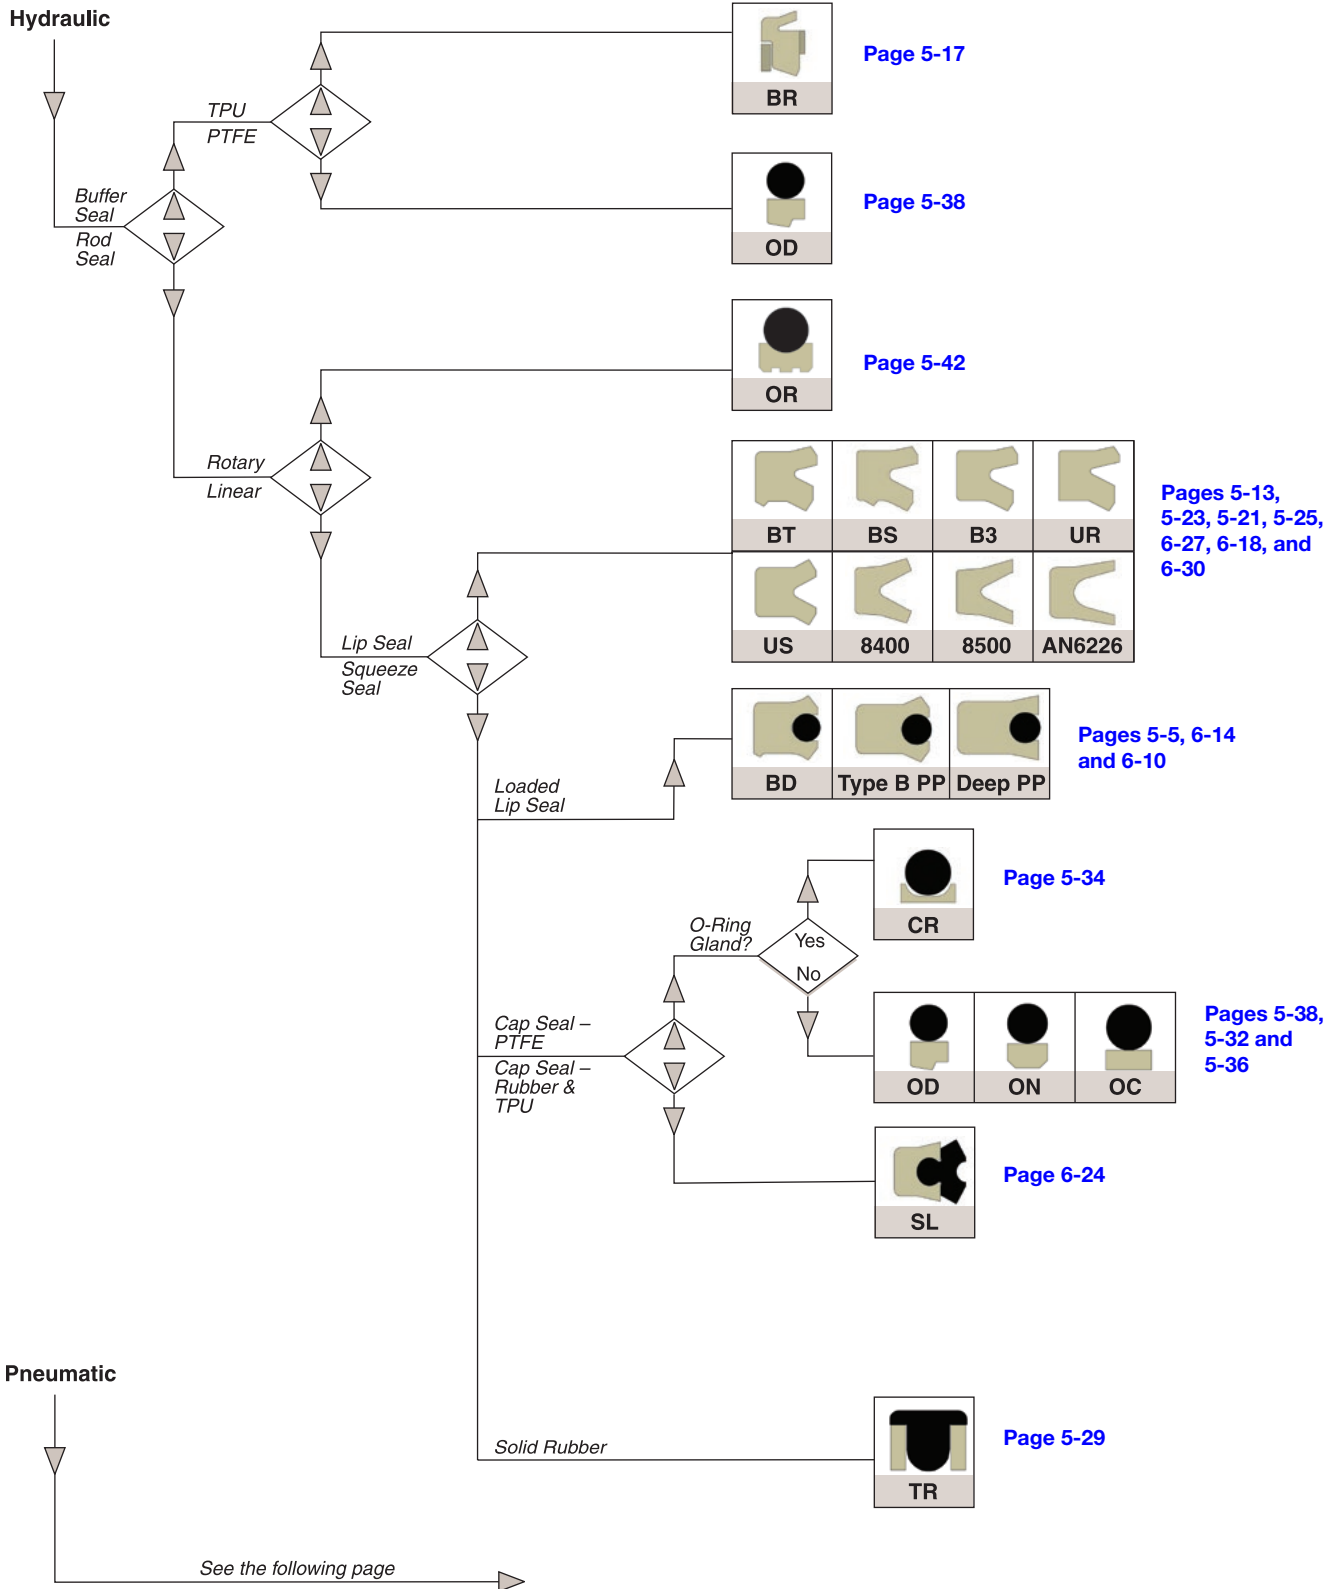 Hydraulic
TPU
PTFE
BR
Page 5-17
Buffer
Seal
Rod
Seal
OD
Page 5-38
OR
Page 5-42
Rotary
Linear
BT BS B3 UR
US 8400 8500 AN6226
Pages 5-13,
5-23, 5-21, 5-25,
6-27, 6-18, and
6-30
Lip Seal
Squeeze
Seal
Loaded
Lip Seal
BD Type B PP Deep PP
Pages 5-5, 6-14
and 6-10
O-Ring
Gland?
Yes
No
CR
Page 5-34
Cap Seal –
PTFE
Cap Seal –
Rubber &
TPU
OD ON OC
Pages 5-38,
5-32 and
5-36
SL
Page 6-24
Solid Rubber
TR
Page 5-29
Pneumatic
See the following page